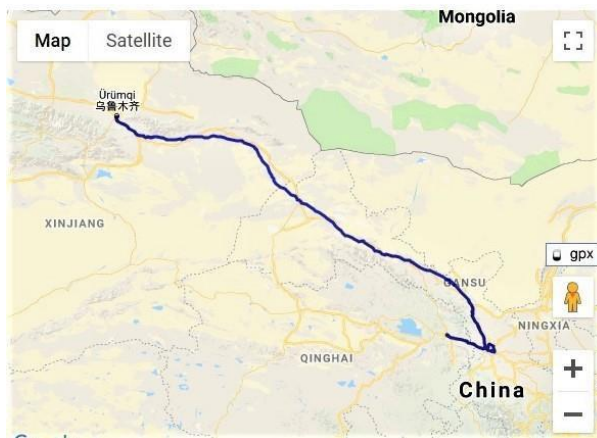 Mongolia
Map Satellite
Ürümqi
乌鲁木齐
XINJIANG
gpx
GANSU
NINGXIA
QINGHAI
China